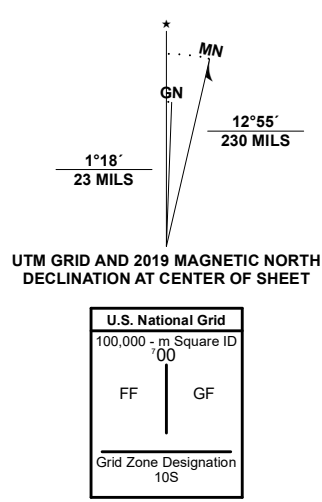 ★
MN
GN
12°55´
230 MILS
1°18´
23 MILS
UTM GRID AND 2019 MAGNETIC NORTH
DECLINATION AT CENTER OF SHEET
U.S. National Grid
100,000 - m Square ID
⁷00
FF GF
Grid Zone Designation
10S